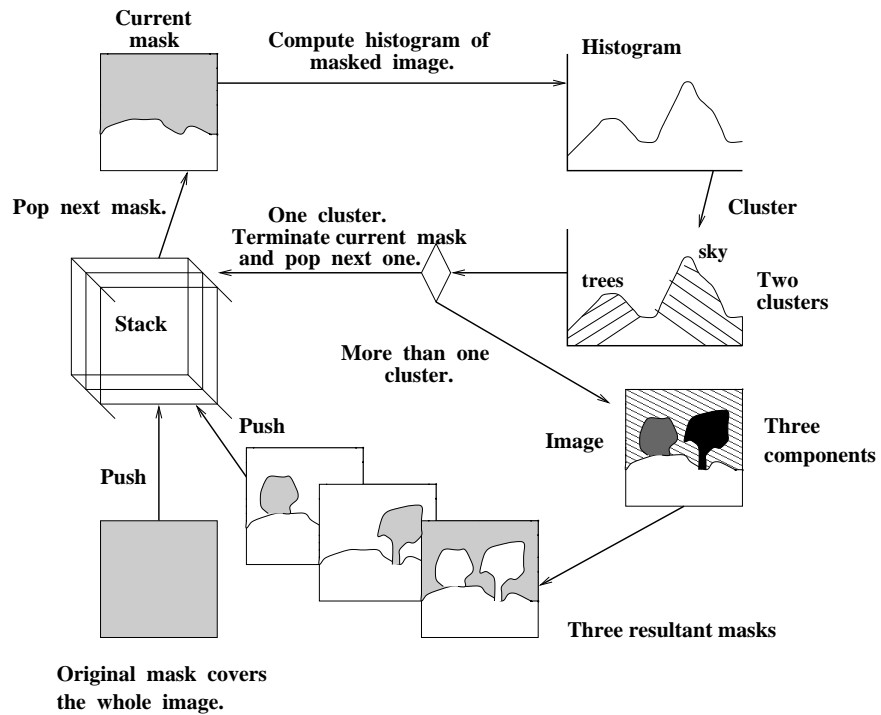 Current
mask
Compute histogram of
masked image.
Histogram
Pop next mask.
One cluster.
Terminate current mask
and pop next one.
Cluster
sky
trees
Two
clusters
Stack
More than one
cluster.
Push
Image
Three
components
Push
Three resultant masks
Original mask covers
the whole image.